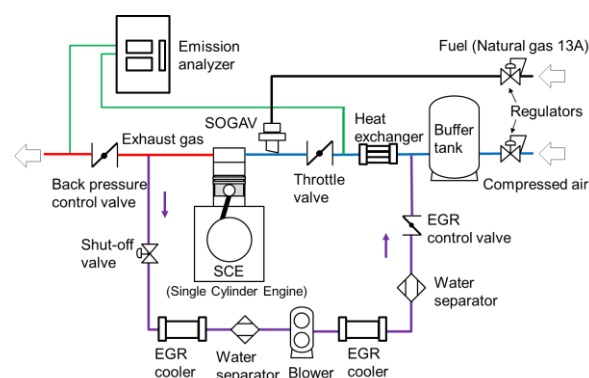 Emission
analyzer
Fuel (Natural gas 13A)
SOGAV
Heat
exchanger
Buffer
tank
Regulators
Exhaust gas
Back pressure
control valve
Throttle
valve
Compressed air
Shut-off
valve
SCE
(Single Cylinder Engine)
EGR
control valve
Water
separator
EGR
cooler
Water
separator
Blower
EGR
cooler